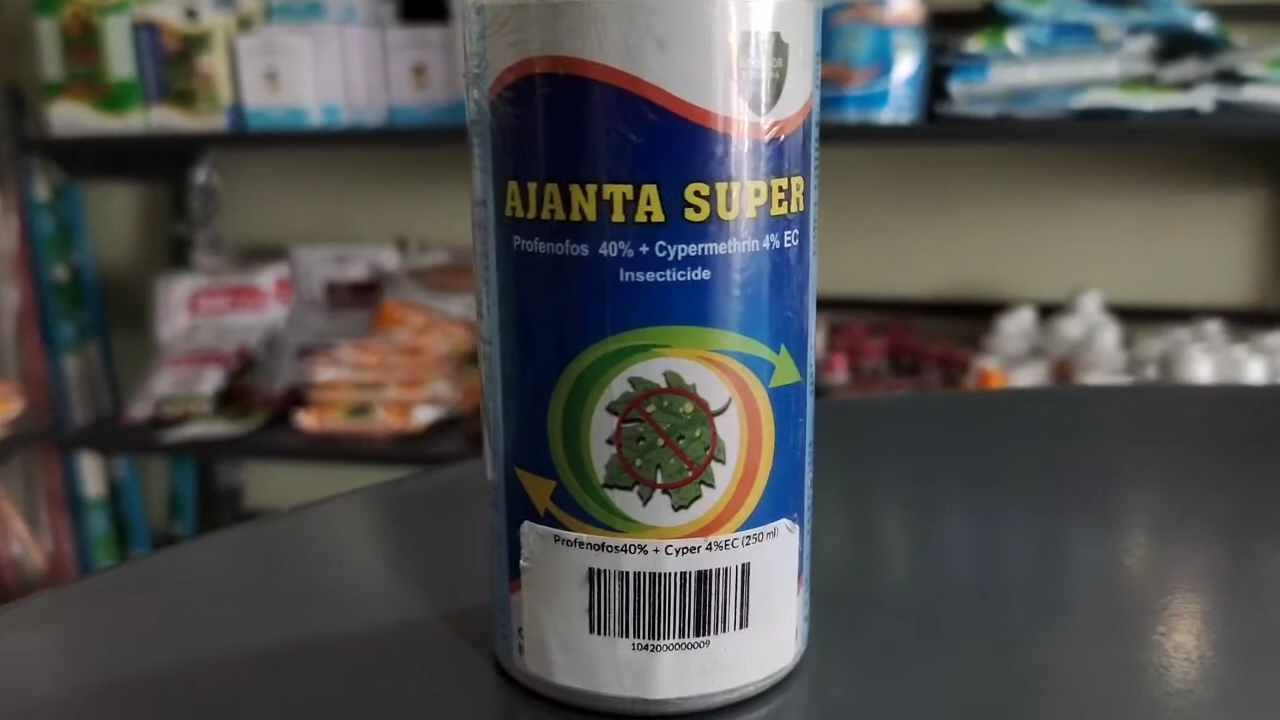 AJANTA SUPER
Profenofos 40% + Cypermethrin 4% EC
Insecticide
Profenofos40% + Cyper 4%EC (250 ml)
1042000000009